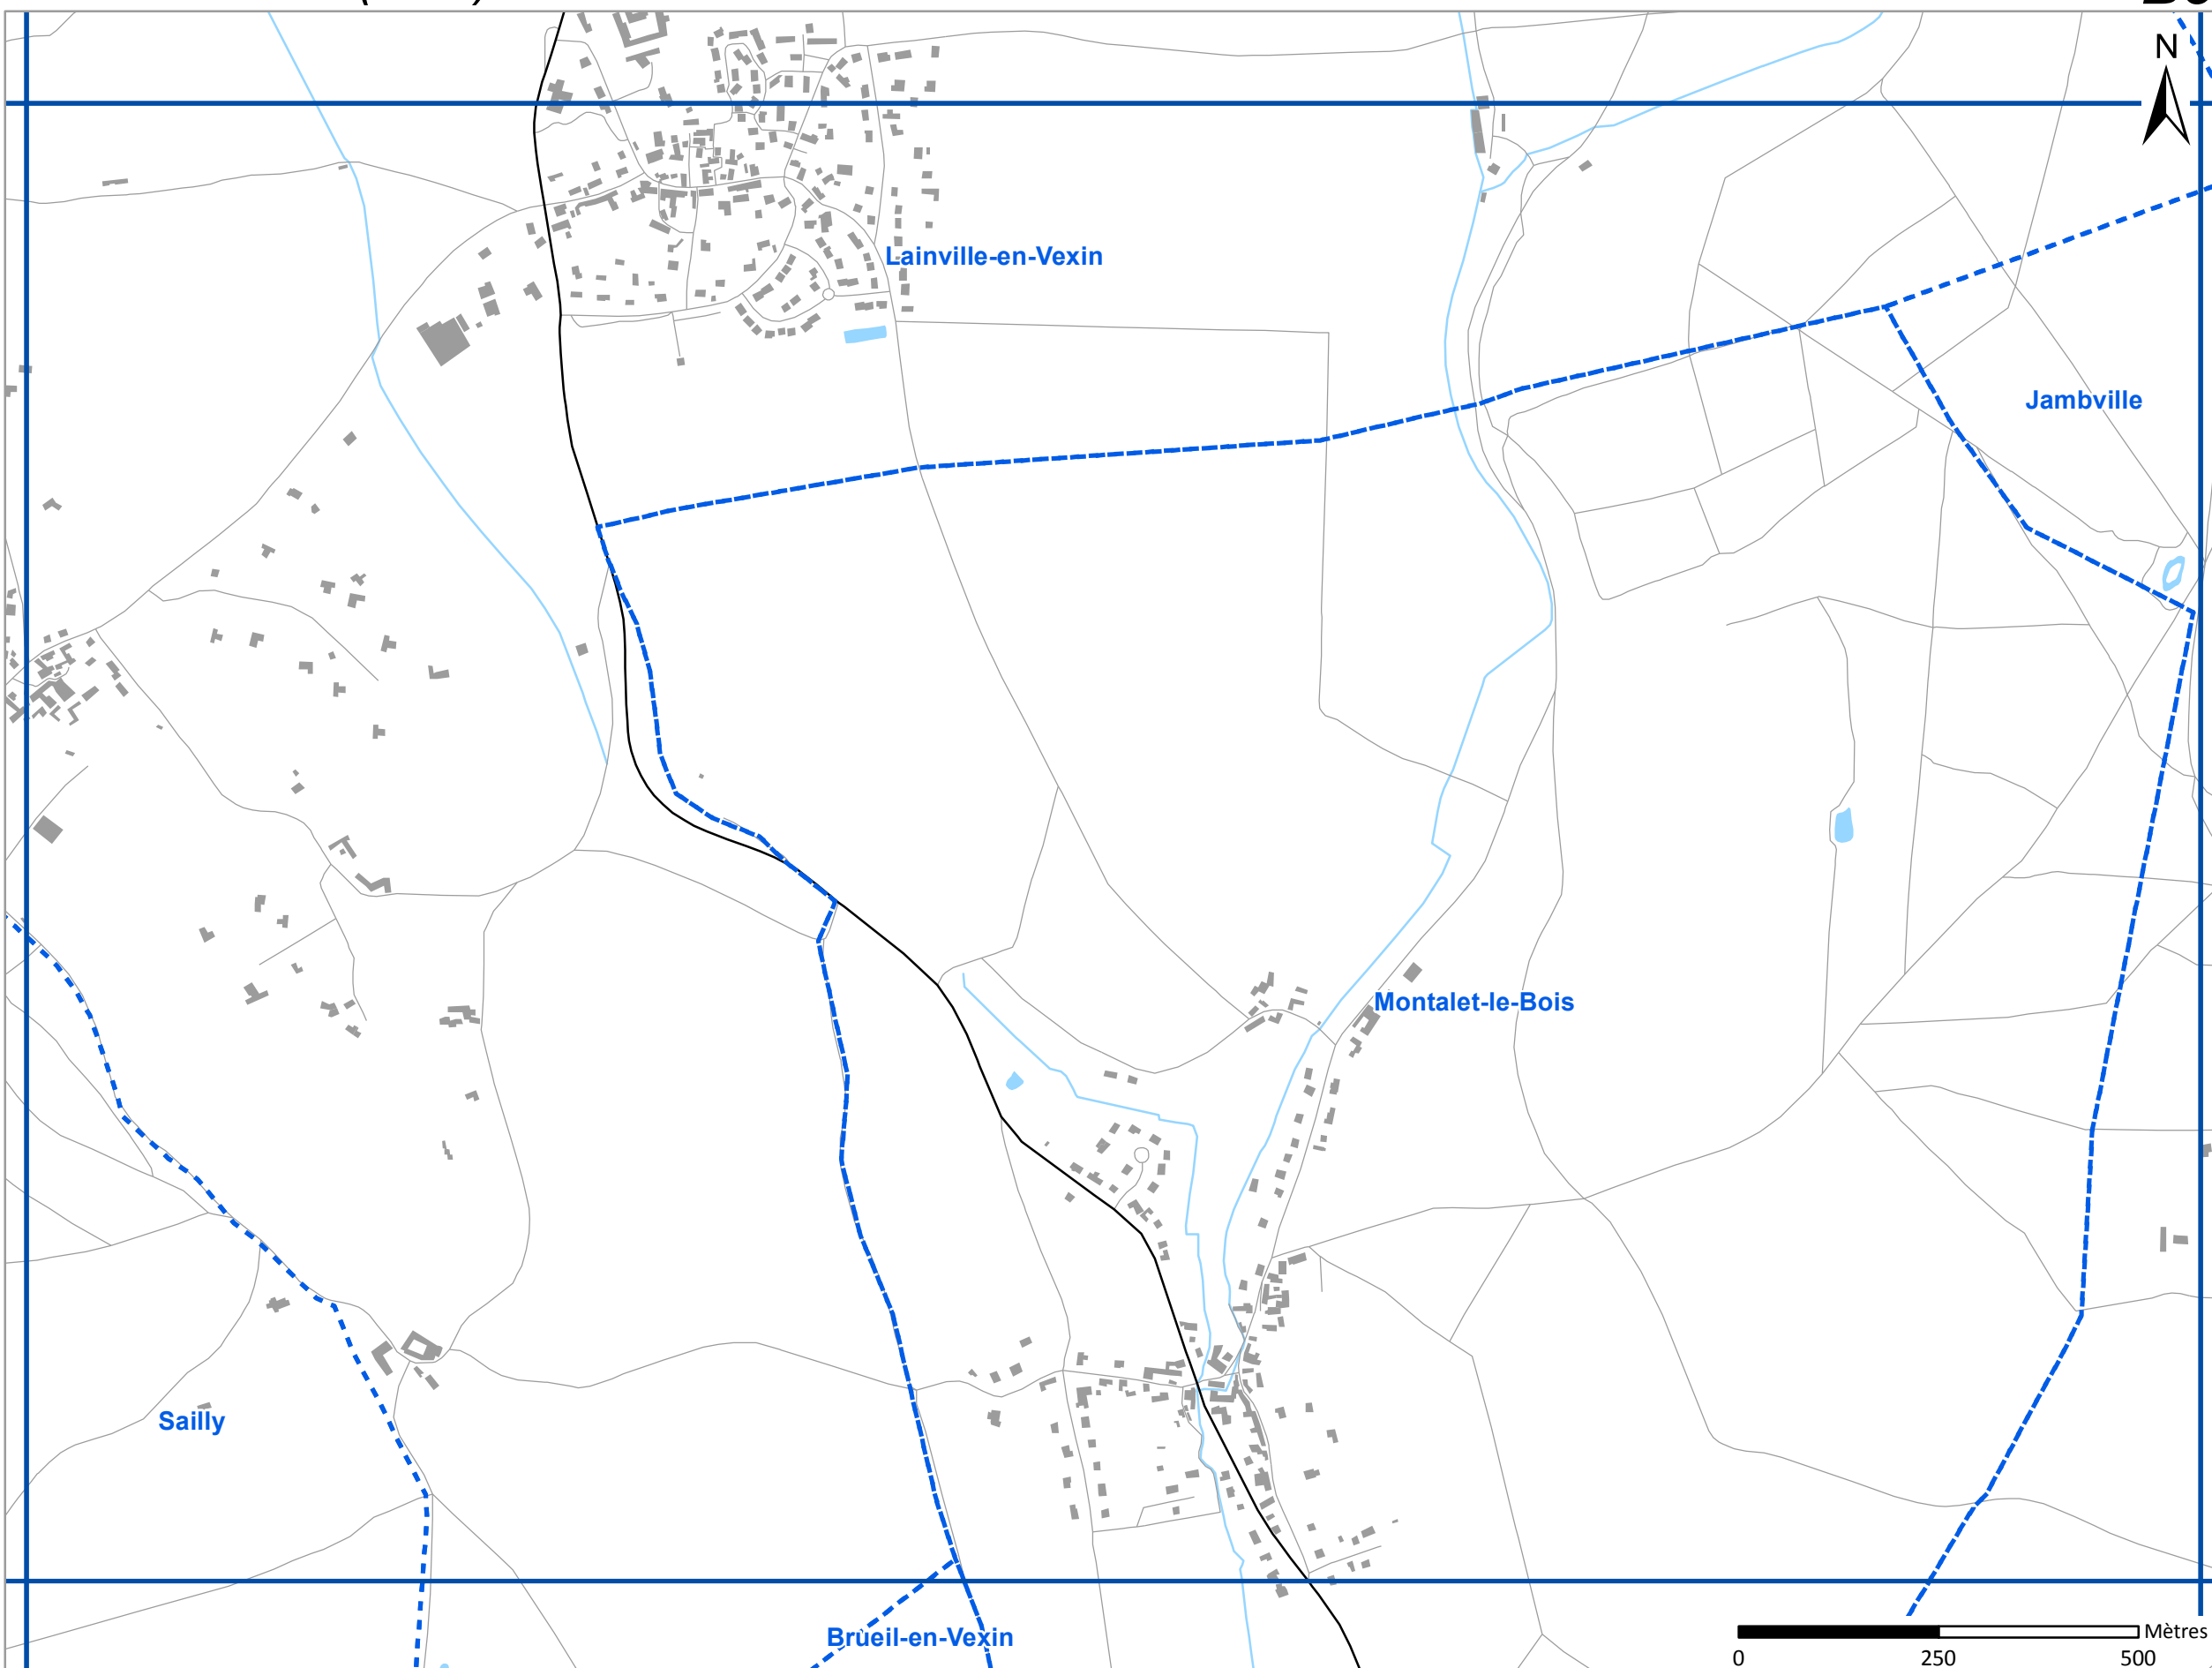 N
Lainville-en-Vexin
Jambville
Montalet-le-Bois
Sailly
Brueil-en-Vexin
Mètres
0 250 500